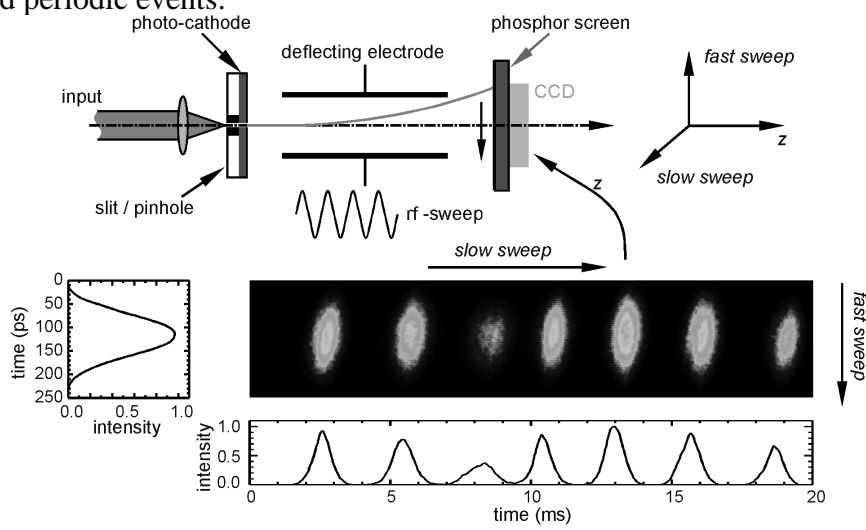 d periodic events.
photo-cathode
phosphor screen
deflecting electrode
fast sweep
input
CCD
z
slow sweep
z
slit / pinhole
rf -sweep
slow sweep
0
50
100
150
200
250
time (ps)
0.0 0.5 1.0
intensity
fast sweep
1.0
0.5
0.0
intensity
0 5 10 15 20
time (ms)